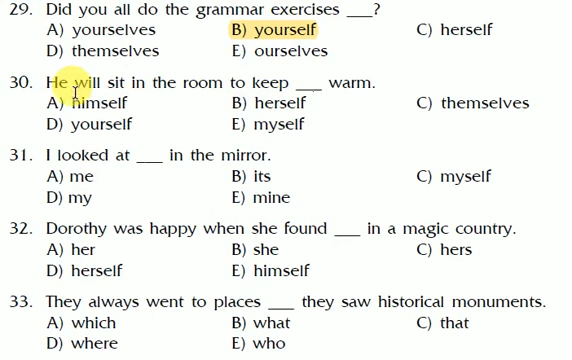 29. Did you all do the grammar exercises ___?
A) yourselves B) yourself C) herself
D) themselves E) ourselves
30. He will sit in the room to keep ___ warm.
A) himself B) herself C) themselves
D) yourself E) myself
31. I looked at ___ in the mirror.
A) me B) its C) myself
D) my E) mine
32. Dorothy was happy when she found ___ in a magic country.
A) her B) she C) hers
D) herself E) himself
33. They always went to places ___ they saw historical monuments.
A) which B) what C) that
D) where E) who